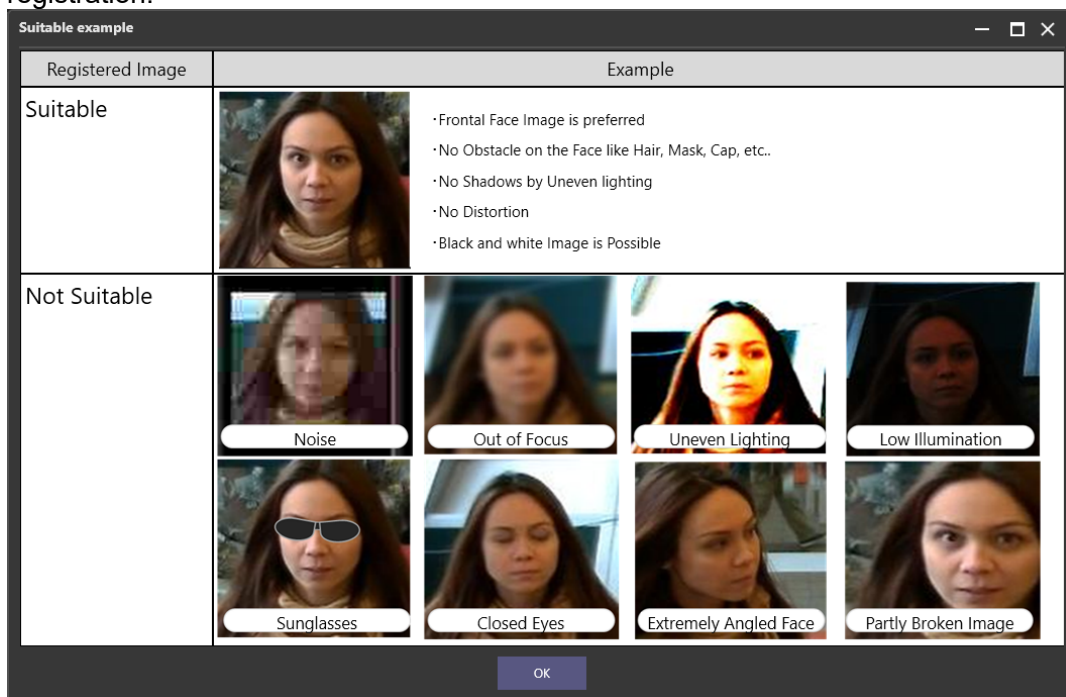 registration.
Suitable example
Registered Image
Example
Suitable
・Frontal Face Image is preferred
・No Obstacle on the Face like Hair, Mask, Cap, etc..
・No Shadows by Uneven lighting
・No Distortion
・Black and white Image is Possible
Not Suitable
Noise
Out of Focus
Uneven Lighting
Low Illumination
Sunglasses
Closed Eyes
Extremely Angled Face
Partly Broken Image
OK